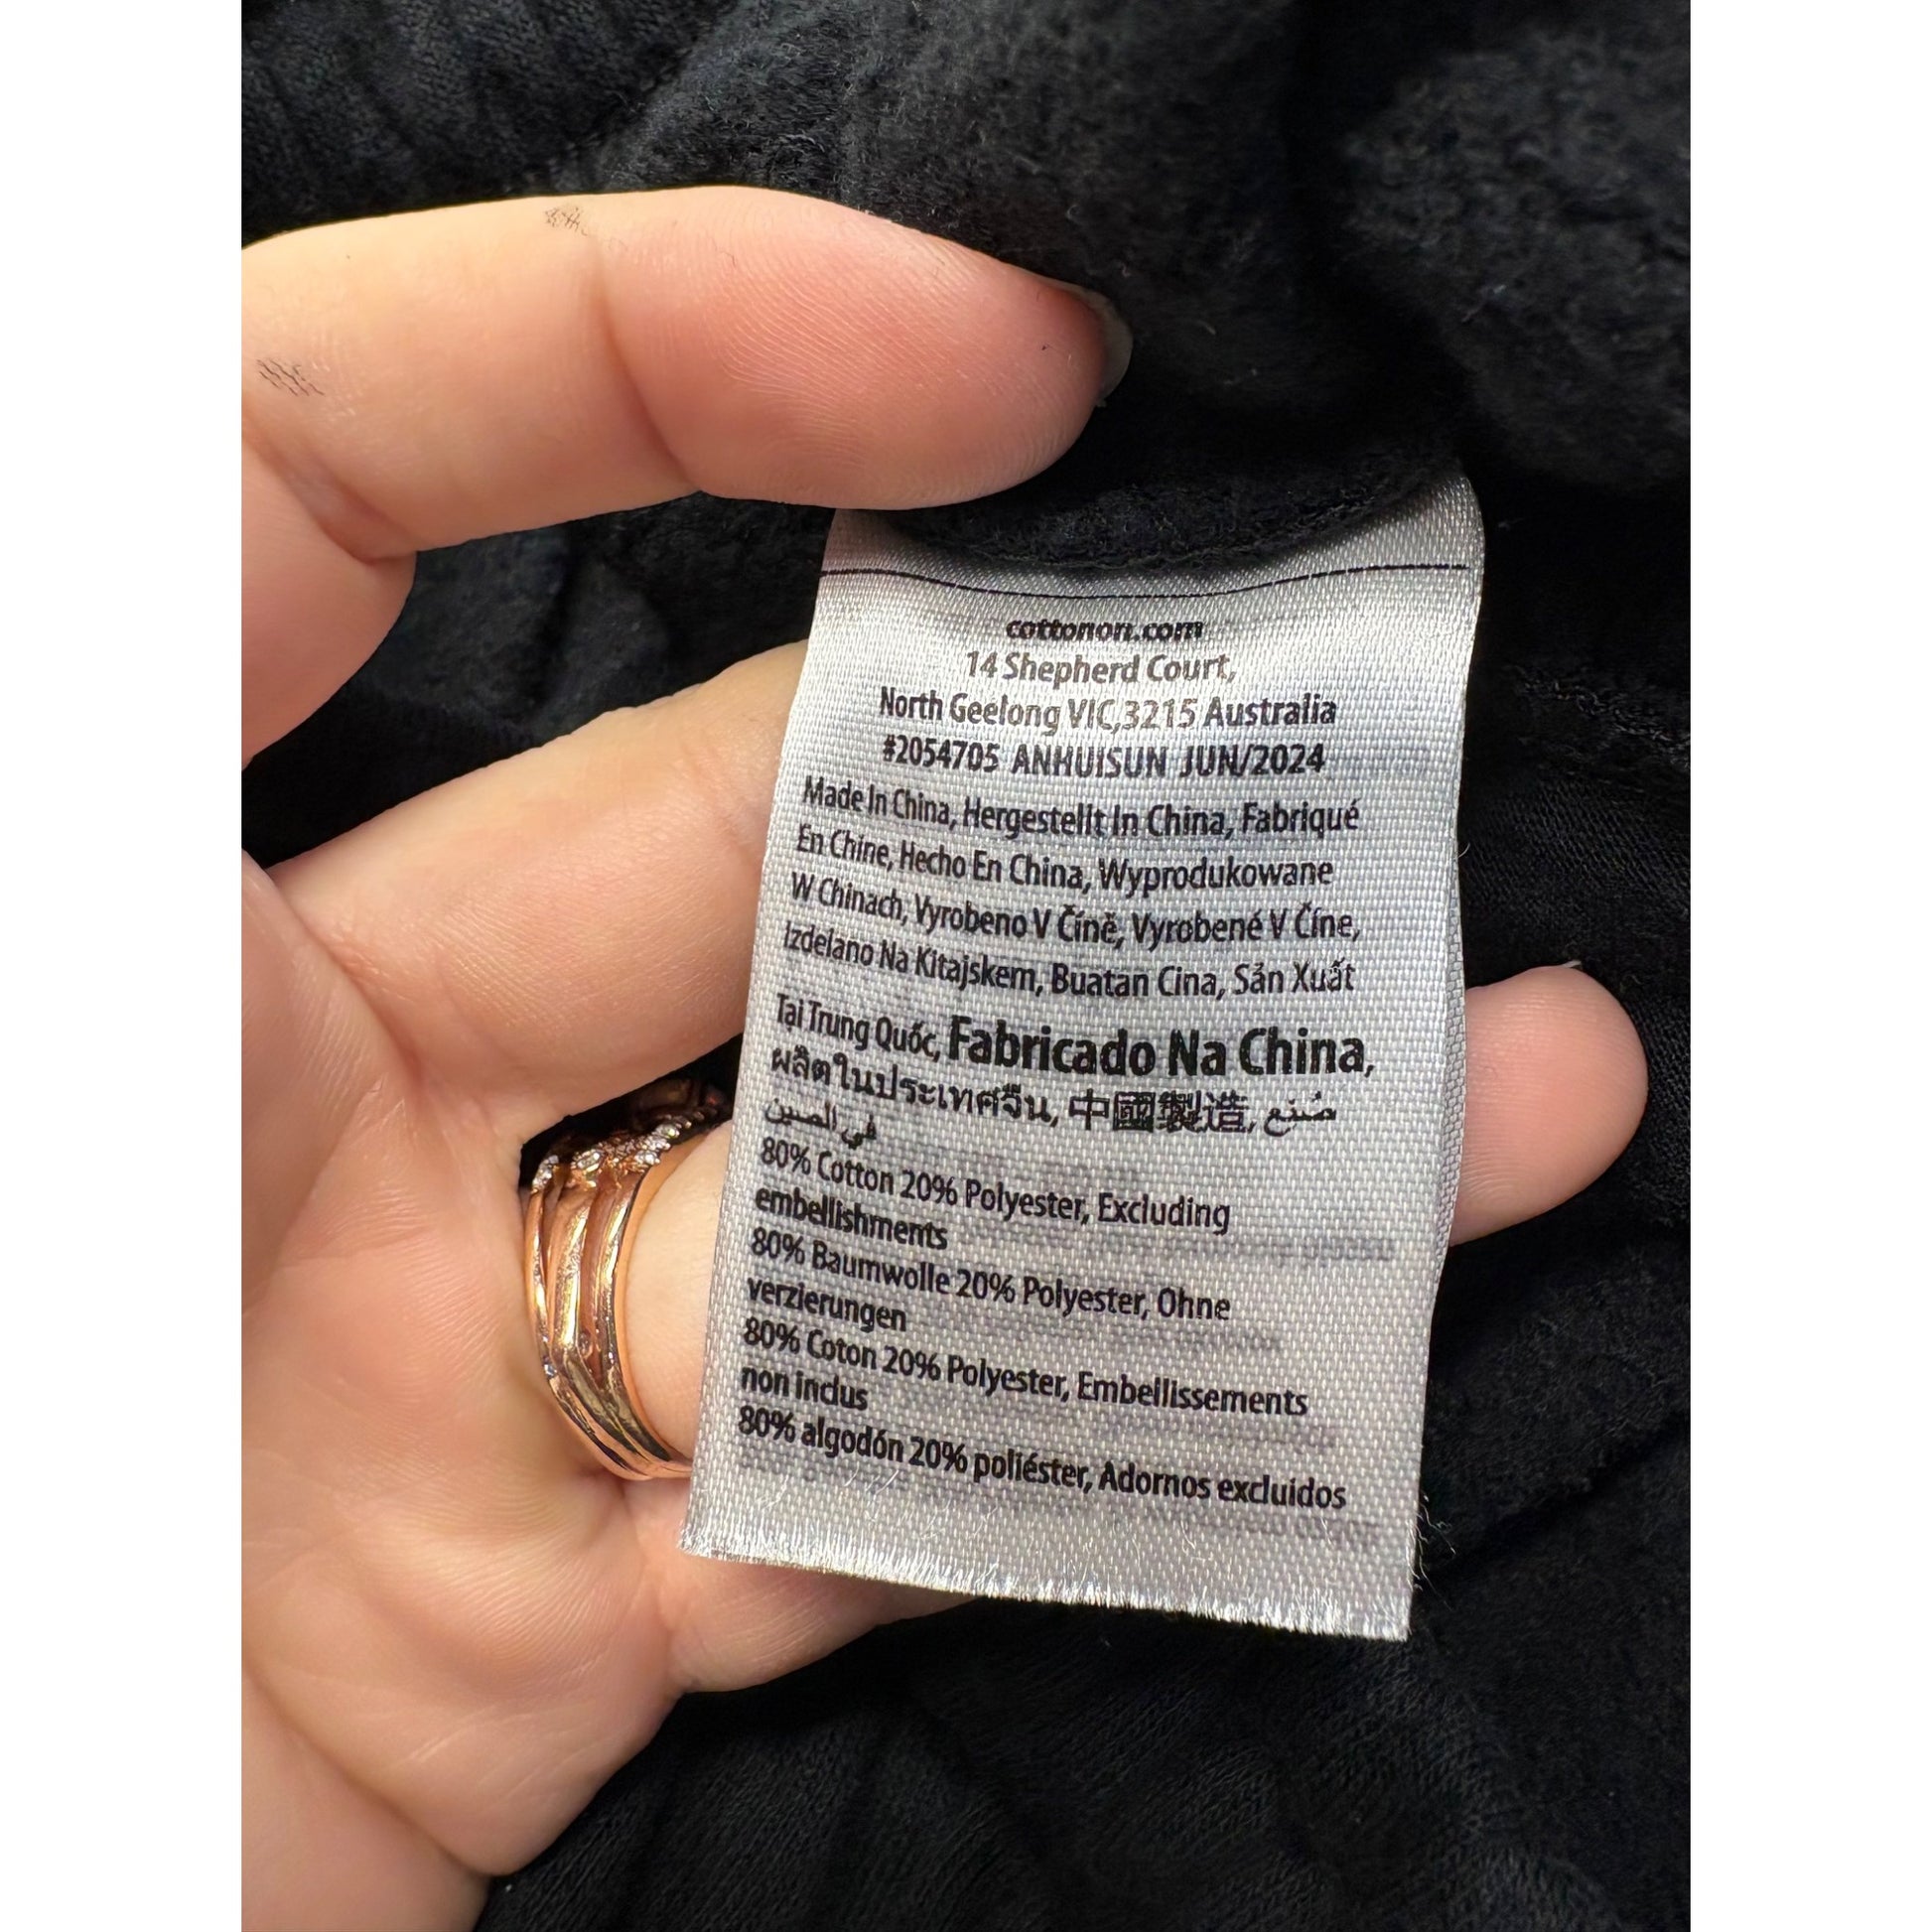 cottonon.com
14 Shepherd Court,
North Geelong VIC,3215 Australia
#2054705 ANHUISUN JUN/2024
Made In China, Hergestellt In China, Fabriqué
En Chine, Hecho En China, Wyprodukowane
W Chinach, Vyrobeno V Číně, Vyrobené V Číne,
Izdelano Na Kitajskem, Buatan Cina, Sản Xuất
Tại Trung Quốc, Fabricado Na China,
ผลิตในประเทศจีน, 中國製造, صُنع
في الصين
80% Cotton 20% Polyester, Excluding
embellishments
80% Baumwolle 20% Polyester, Ohne
verzierungen
80% Coton 20% Polyester, Embellissements
non inclus
80% algodón 20% poliéster, Adornos excluidos